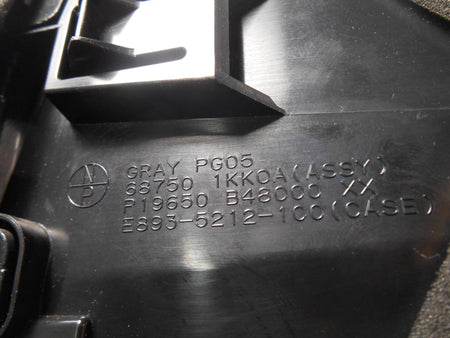 N
P
GRAY PG05
68750 1KK0A(ASSY)
P19650 B48000 XX
E893-5212-100(CASE)